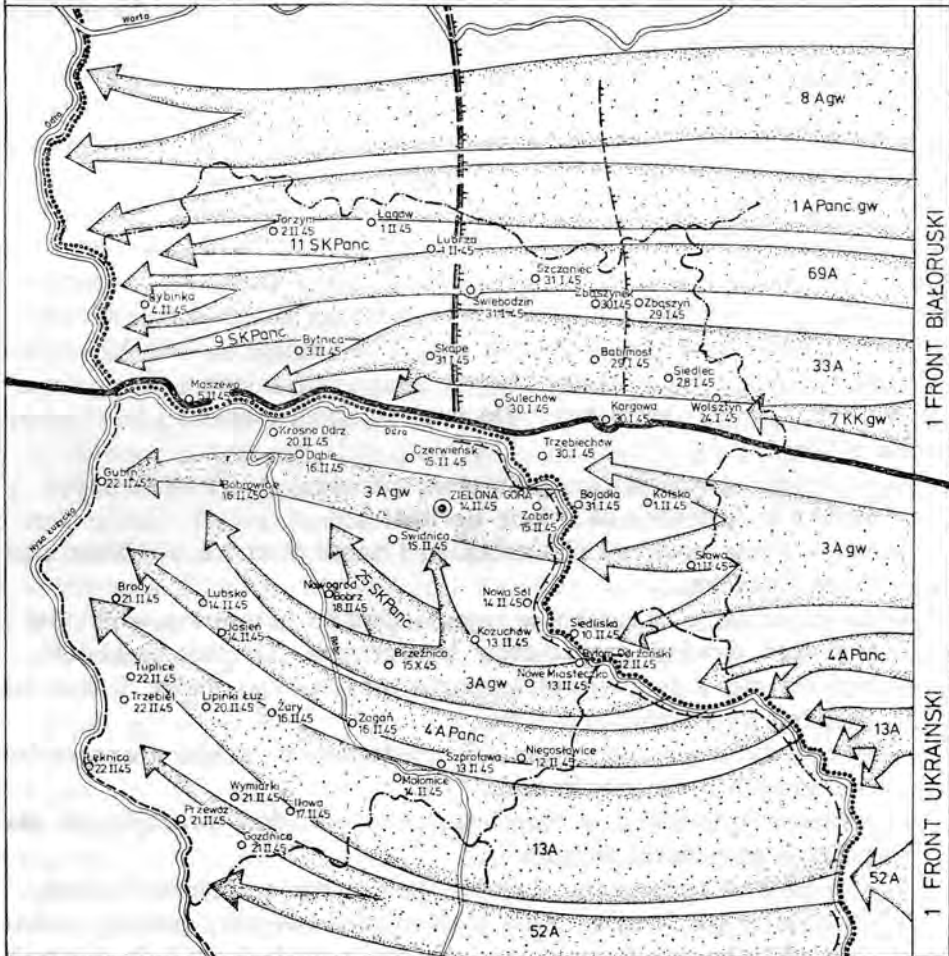 Warta
8 Agw
Odra
1 A Panc. gw
Torzym
2 II 45
Łagów
1 II 45
11 SKPanc
Lubrza
1 II 45
69A
Szczaniec
31 I 45
Świebodzin
31 I 45
Zbąszynek
30 I 45
Zbąszyń
29 I 45
Rybinka
4 II 45
9 SKPanc
Bytnica
3 II 45
Skąpe
31 I 45
Babimost
29 I 45
Siedlec
28 I 45
33A
Maszewo
5 II 45
Sulechów
30 I 45
Kargowa
30 I 45
Wolsztyn
24 I 45
7 KK gw
Krosno Odrz
20 II 45
Odra
Dąbie
16 II 45
Czerwieńsk
15 II 45
Trzebiechów
30 I 45
Gubin
22 II 45
Bobrowice
16 II 45
3 A gw
ZIELONA GÓRA
14 II 45
Zabór
15 II 45
Bojadła
31 I 45
Kolsko
1 II 45
Nysa Łużycka
Świdnica
15 II 45
3 A gw
Sława
1 II 45
25 SKPanc
Brody
21 II 45
Lubsko
14 II 45
Nowogród
Bobrz
18 II 45
Nowa Sól
14 II 45
Jasień
14 II 45
Bóbr
Kożuchów
13 II 45
Siedliska
10 II 45
Brzeźnica
15 X 45
Bytom Odrzański
12 II 45
4 A Panc
Tuplice
22 II 45
3 A gw
Nowe Miasteczko
13 II 45
Trzebiel
22 II 45
Lipinki Łuż.
20 II 45
Żary
16 II 45
Żagań
16 II 45
13A
4 A Panc
Łęknica
22 II 45
Szprotawa
13 II 45
Niegosławice
12 II 45
Małomice
14 II 45
Wymiarki
21 II 45
Iłowa
17 II 45
Przewóz
21 II 45
Gozdnica
21 II 45
13A
52A
52A
1 FRONT BIAŁORUSKI
1 FRONT UKRAIŃSKI